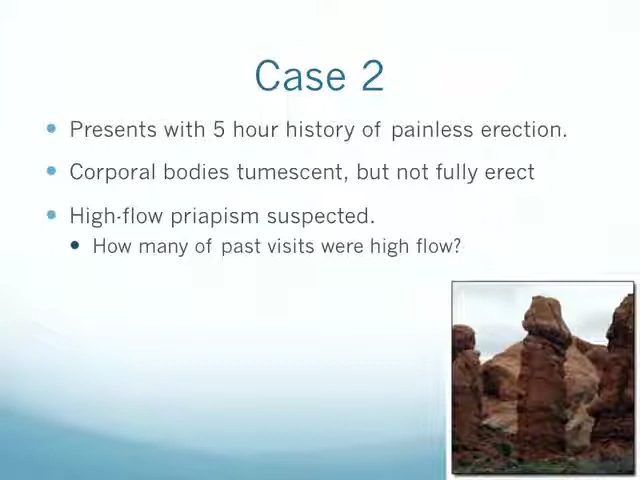 Case 2
Presents with 5 hour history of painless erection.
Corporal bodies tumescent, but not fully erect
High-flow priapism suspected.
How many of past visits were high flow?